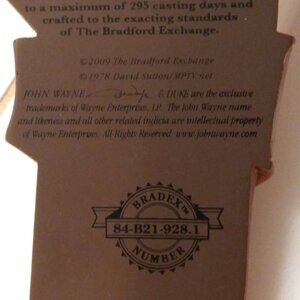 to a maximum of 295 casting days and
crafted to the exacting standards
of The Bradford Exchange.
©2009 The Bradford Exchange
©1978 David Sutton/MPTV.net
JOHN WAYNE, & DUKE are the exclusive
trademarks of Wayne Enterprises, LP. The John Wayne name
and likeness and all other related indicia are intellectual property
of Wayne Enterprises. All Rights Reserved. www.johnwayne.com
BRADEX™
84-B21-928.1
NUMBER